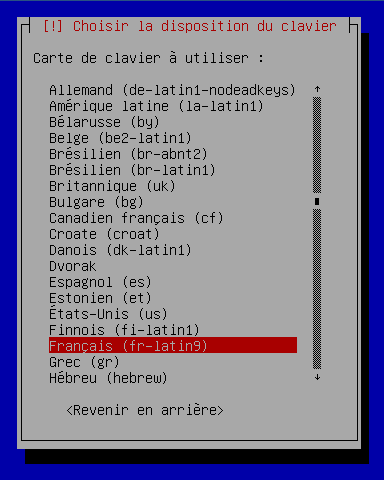 [!] Choisir la disposition du clavier
Carte de clavier à utiliser :
Allemand (de-latin1-nodeadkeys)
Amérique latine (la-latin1)
Bélarusse (by)
Belge (be2-latin1)
Brésilien (br-abnt2)
Brésilien (br-latin1)
Britannique (uk)
Bulgare (bg)
Canadien français (cf)
Croate (croat)
Danois (dk-latin1)
Dvorak
Espagnol (es)
Estonien (et)
États-Unis (us)
Finnois (fi-latin1)
Français (fr-latin9)
Grec (gr)
Hébreu (hebrew)
<Revenir en arrière>